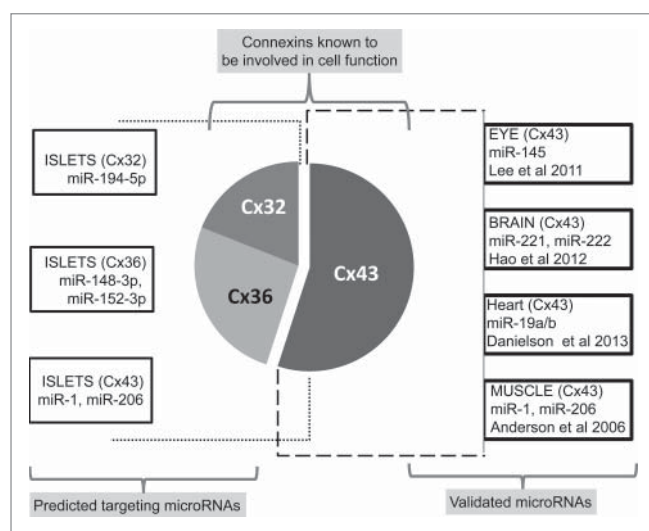 Connexins known to
be involved in cell function
ISLETS (Cx32)
miR-194-5p
ISLETS (Cx36)
miR-148-3p,
miR-152-3p
ISLETS (Cx43)
miR-1, miR-206
Cx32
Cx36
Cx43
EYE (Cx43)
miR-145
Lee et al 2011
BRAIN (Cx43)
miR-221, miR-222
Hao et al 2012
Heart (Cx43)
miR-19a/b
Danielson et al 2013
MUSCLE (Cx43)
miR-1, miR-206
Anderson et al 2006
Predicted targeting microRNAs
Validated microRNAs